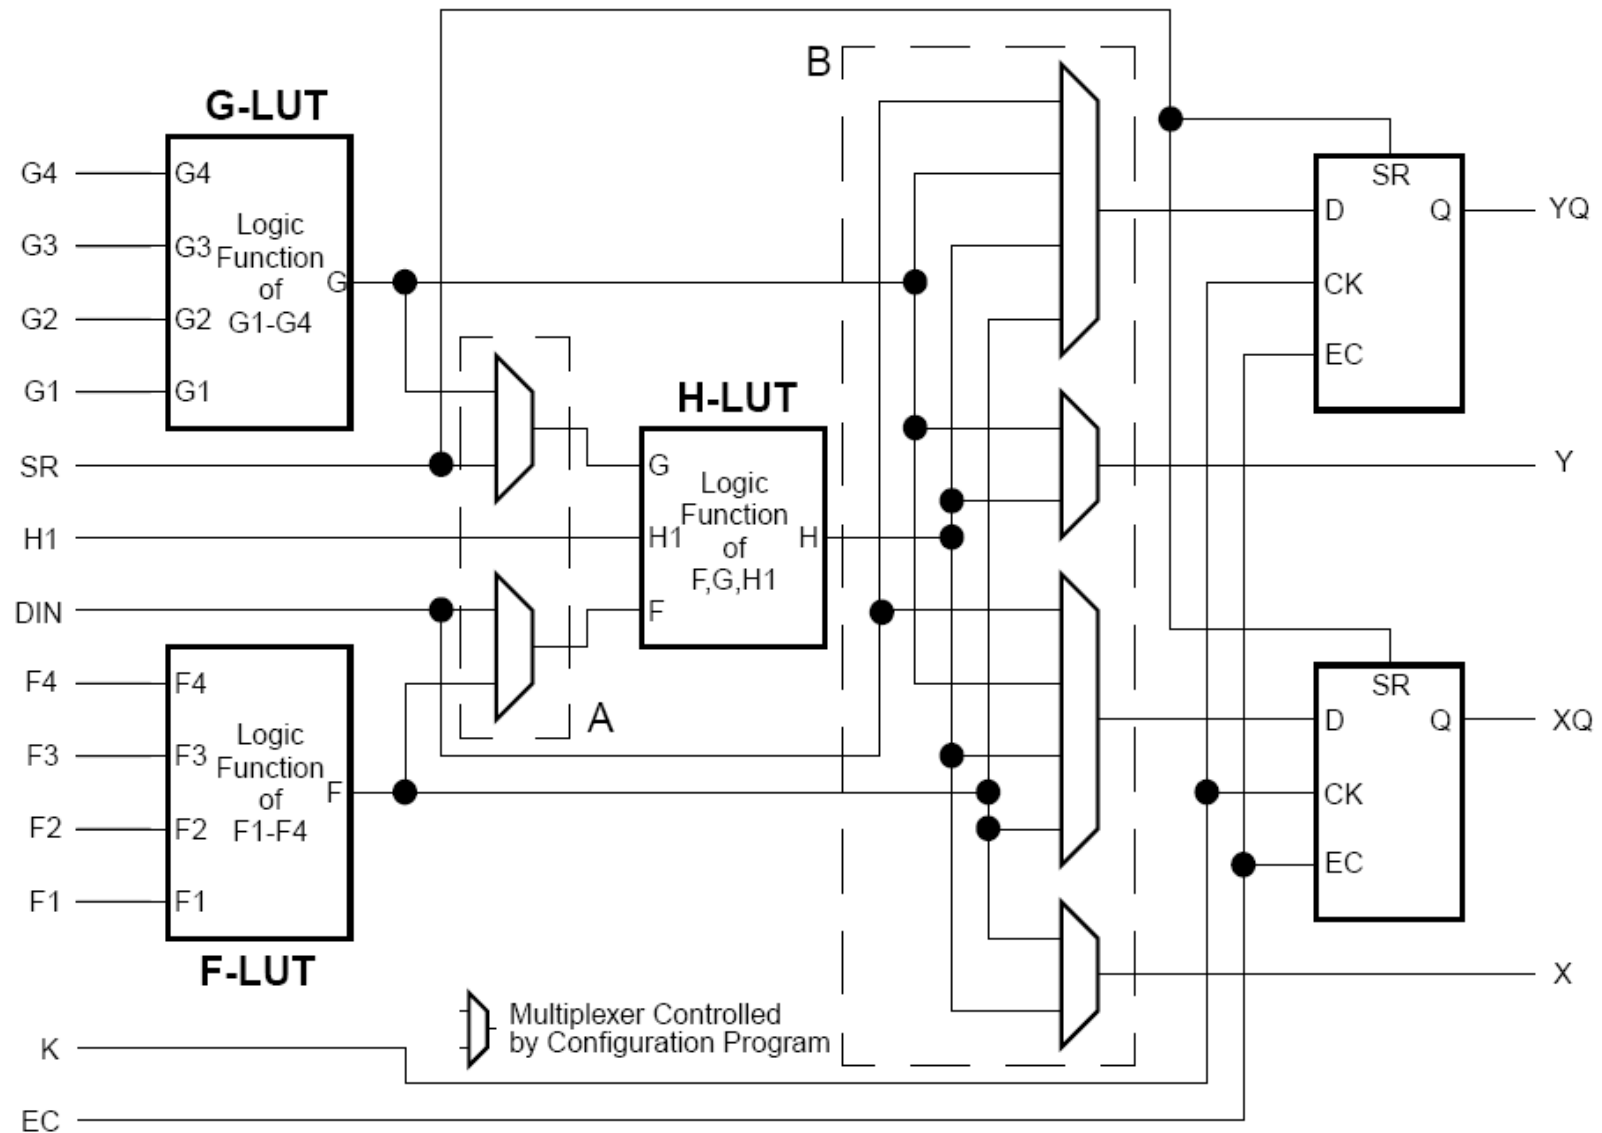 B
G-LUT
G4
G4
SR
Logic
Function
of
G1-G4
G3
G3
G
D
Q
YQ
G2
G2
CK
G1
G1
EC
H-LUT
SR
G
Logic
Function
of
F,G,H1
Y
H1
H1
H
DIN
F
F4
F4
SR
A
Logic
Function
of
F1-F4
D
Q
XQ
F3
F3
F
CK
F2
F2
EC
F1
F1
F-LUT
X
Multiplexer Controlled
by Configuration Program
K
EC